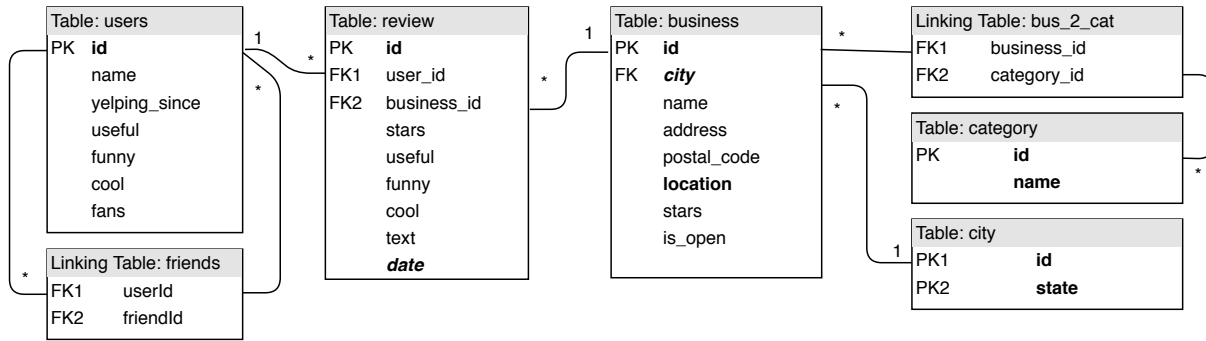 Table: users
PK id
name
yelping_since
useful
funny
cool
fans
1
*
*
*
Linking Table: friends
FK1 userId
FK2 friendId
Table: review
PK id
FK1 user_id
FK2 business_id
stars
useful
funny
cool
text
date
*
1
Table: business
PK id
FK city
name
address
postal_code
location
stars
is_open
*
*
1
Linking Table: bus_2_cat
FK1 business_id
FK2 category_id
Table: category
PK id
name
*
Table: city
PK1 id
PK2 state